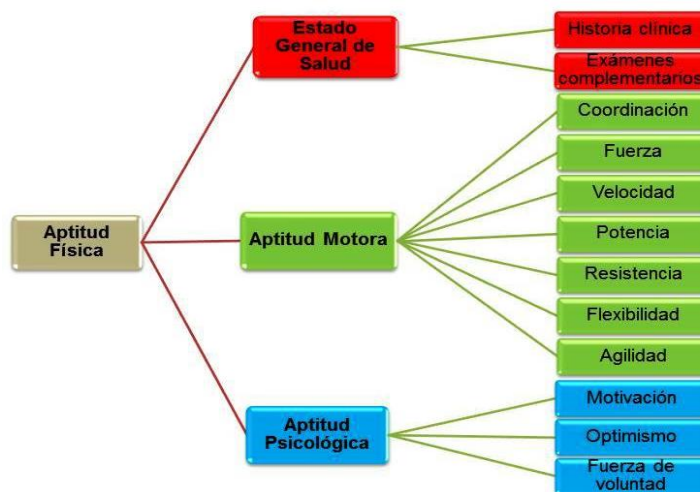 Estado
General de
Salud
Historia clínica
Exámenes
complementarios
Aptitud
Física
Aptitud Motora
Coordinación
Fuerza
Velocidad
Potencia
Resistencia
Flexibilidad
Agilidad
Aptitud
Psicológica
Motivación
Optimismo
Fuerza de
voluntad